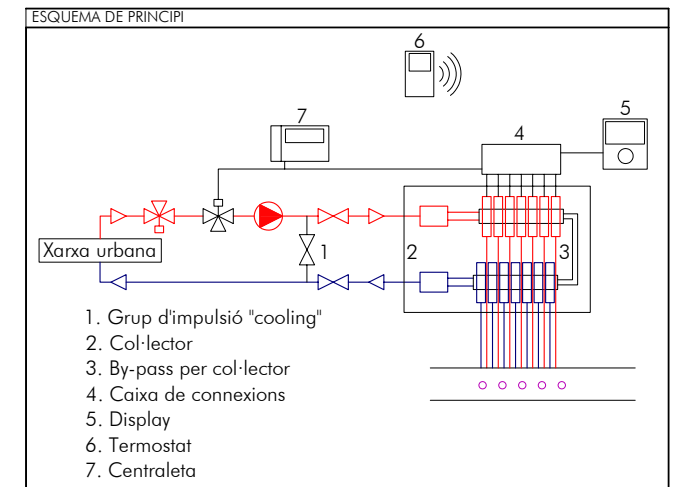 ESQUEMA DE PRINCIPI
6
7
4
5
Xarxa urbana
1
2
3
1. Grup d'impulsió "cooling"
2. Col·lector
3. By-pass per col·lector
4. Caixa de connexions
5. Display
6. Termostat
7. Centraleta